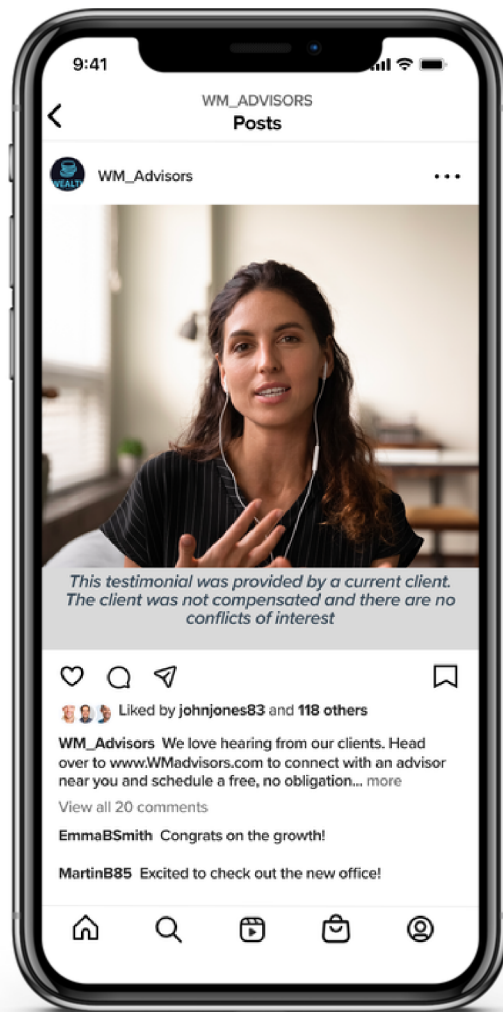 9:41
WM_ADVISORS
Posts
WEALTH
WM_Advisors
This testimonial was provided by a current client.
The client was not compensated and there are no
conflicts of interest
Liked by johnjones83 and 118 others
WM_Advisors We love hearing from our clients. Head
over to www.WMadvisors.com to connect with an advisor
near you and schedule a free, no obligation... more
View all 20 comments
EmmaBSmith Congrats on the growth!
MartinB85 Excited to check out the new office!